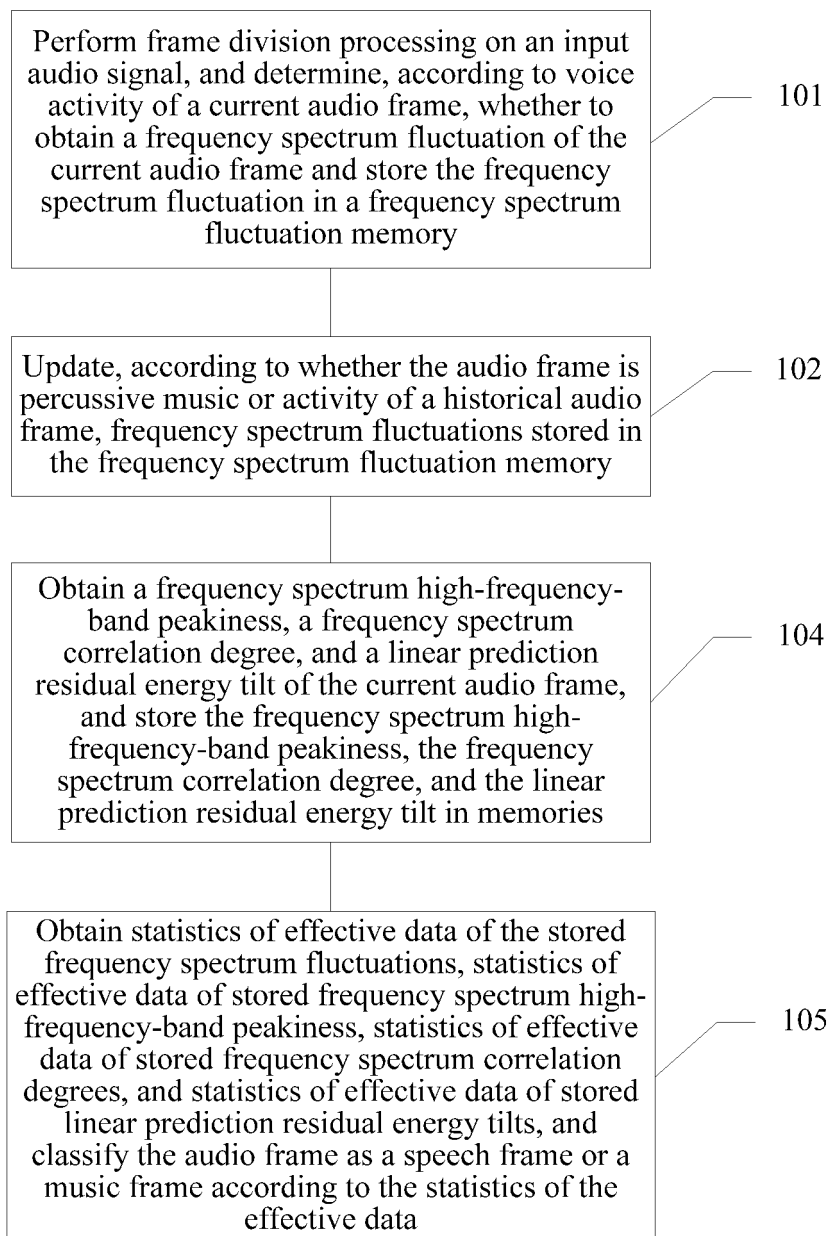 Perform frame division processing on an input
audio signal, and determine, according to voice
activity of a current audio frame, whether to
obtain a frequency spectrum fluctuation of the
current audio frame and store the frequency
spectrum fluctuation in a frequency spectrum
fluctuation memory
101
Update, according to whether the audio frame is
percussive music or activity of a historical audio
frame, frequency spectrum fluctuations stored in
the frequency spectrum fluctuation memory
102
Obtain a frequency spectrum high-frequency-
band peakiness, a frequency spectrum
correlation degree, and a linear prediction
residual energy tilt of the current audio frame,
and store the frequency spectrum high-
frequency-band peakiness, the frequency
spectrum correlation degree, and the linear
prediction residual energy tilt in memories
104
Obtain statistics of effective data of the stored
frequency spectrum fluctuations, statistics of
effective data of stored frequency spectrum high-
frequency-band peakiness, statistics of effective
data of stored frequency spectrum correlation
degrees, and statistics of effective data of stored
linear prediction residual energy tilts, and
classify the audio frame as a speech frame or a
music frame according to the statistics of the
effective data
105